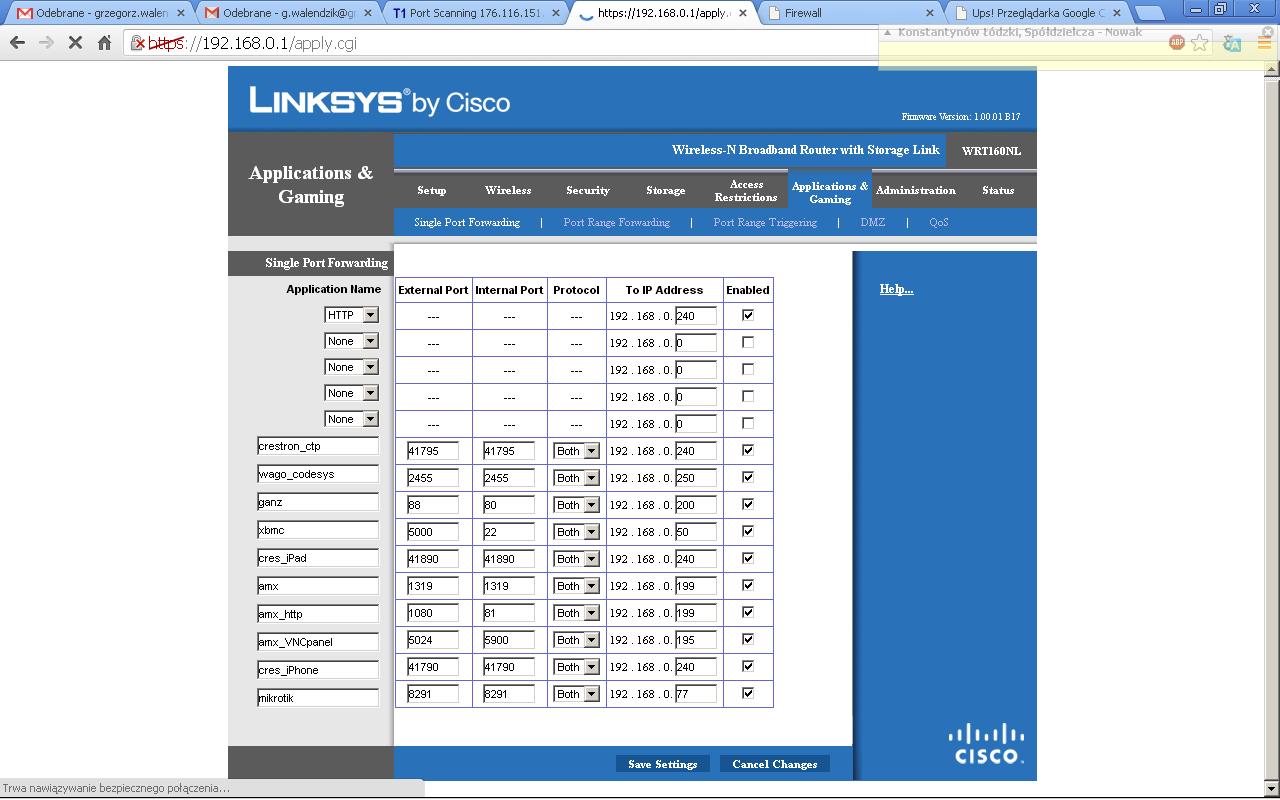 Odebrane - grzegorz.walen
Odebrane - g.walendzik@gr
T1 Port Scanning 176.116.151.
https://192.168.0.1/apply.
Firewall
Ups! Przeglądarka Google C
https://192.168.0.1/apply.cgi
Konstantynów Łódzki, Spółdzielcza - Nowak
ABP
LINKSYS® by Cisco
Firmware Version: 1.00.01 B17
Wireless-N Broadband Router with Storage Link WRT160NL
Applications & Gaming
Setup Wireless Security Storage Access Restrictions Applications & Gaming Administration Status
Single Port Forwarding | Port Range Forwarding | Port Range Triggering | DMZ | QoS
Single Port Forwarding
Application Name External Port Internal Port Protocol To IP Address Enabled
HTTP --- --- --- 192 . 168 . 0. 240
None --- --- --- 192 . 168 . 0. 0
None --- --- --- 192 . 168 . 0. 0
None --- --- --- 192 . 168 . 0. 0
None --- --- --- 192 . 168 . 0. 0
crestron_ctp 41795 41795 Both 192 . 168 . 0. 240
wago_codesys 2455 2455 Both 192 . 168 . 0. 250
ganz 88 80 Both 192 . 168 . 0. 200
xbmc 5000 22 Both 192 . 168 . 0. 50
cres_iPad 41890 41890 Both 192 . 168 . 0. 240
amx 1319 1319 Both 192 . 168 . 0. 199
amx_http 1080 81 Both 192 . 168 . 0. 199
amx_VNCpanel 5024 5900 Both 192 . 168 . 0. 195
cres_iPhone 41790 41790 Both 192 . 168 . 0. 240
mikrotik 8291 8291 Both 192 . 168 . 0. 77
Help...
Save Settings Cancel Changes
CISCO.
Trwa nawiązywanie bezpiecznego połączenia...